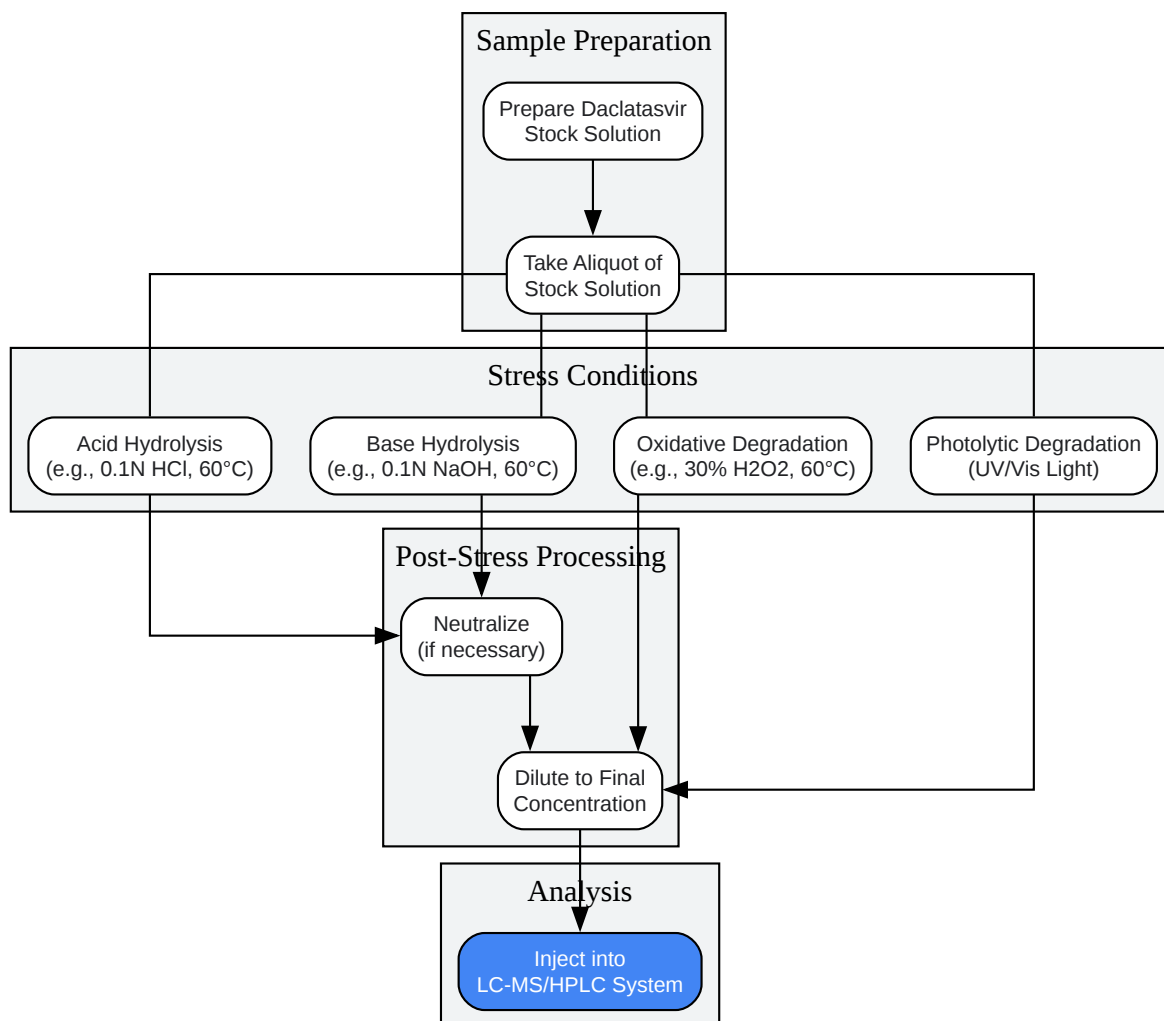 Sample Preparation
Prepare Daclatasvir
Stock Solution
Take Aliquot of
Stock Solution
Stress Conditions
Acid Hydrolysis
(e.g., 0.1N HCl, 60°C)
Base Hydrolysis
(e.g., 0.1N NaOH, 60°C)
Oxidative Degradation
(e.g., 30% H2O2, 60°C)
Photolytic Degradation
(UV/Vis Light)
Post-Stress Processing
Neutralize
(if necessary)
Dilute to Final
Concentration
Analysis
Inject into
LC-MS/HPLC System